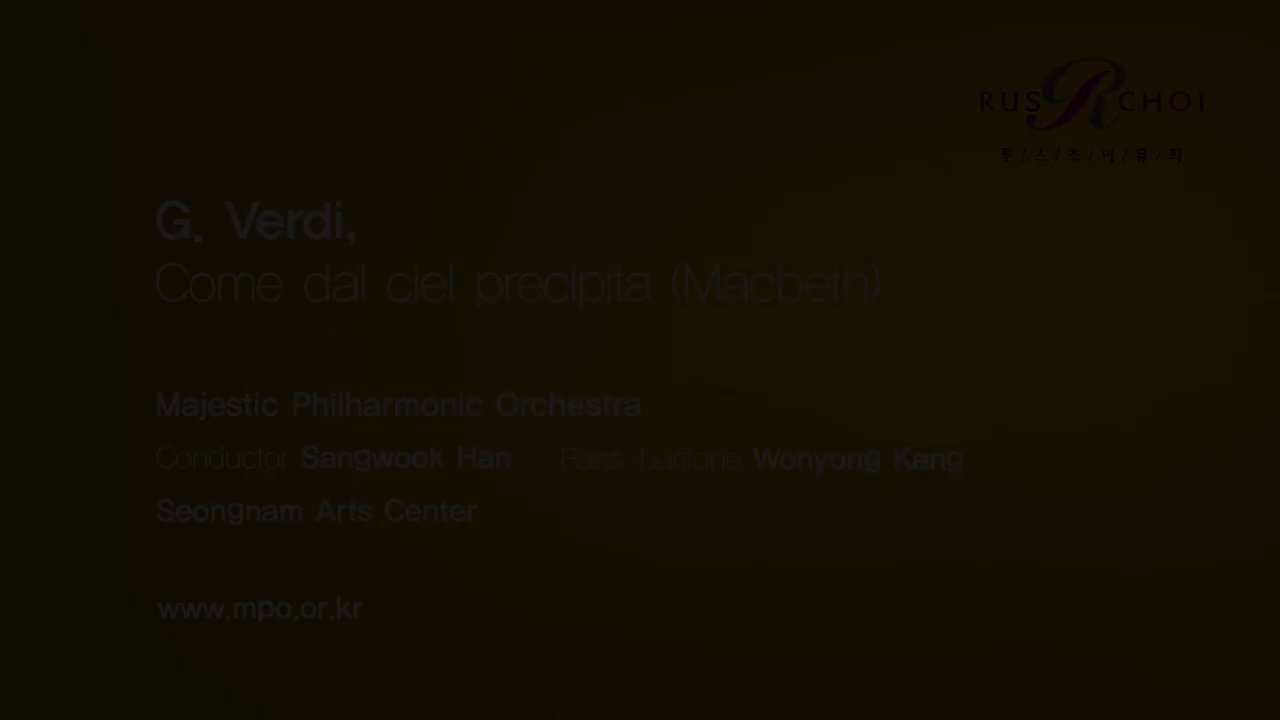 RUS R CHOI
루/스/초/이/뮤/직
G. Verdi,
Come dal ciel precipita (Macbeth)
Majestic Philharmonic Orchestra
Conductor Sangwook Han Bass-baritone Wonyong Kang
Seongnam Arts Center
www.mpo.or.kr